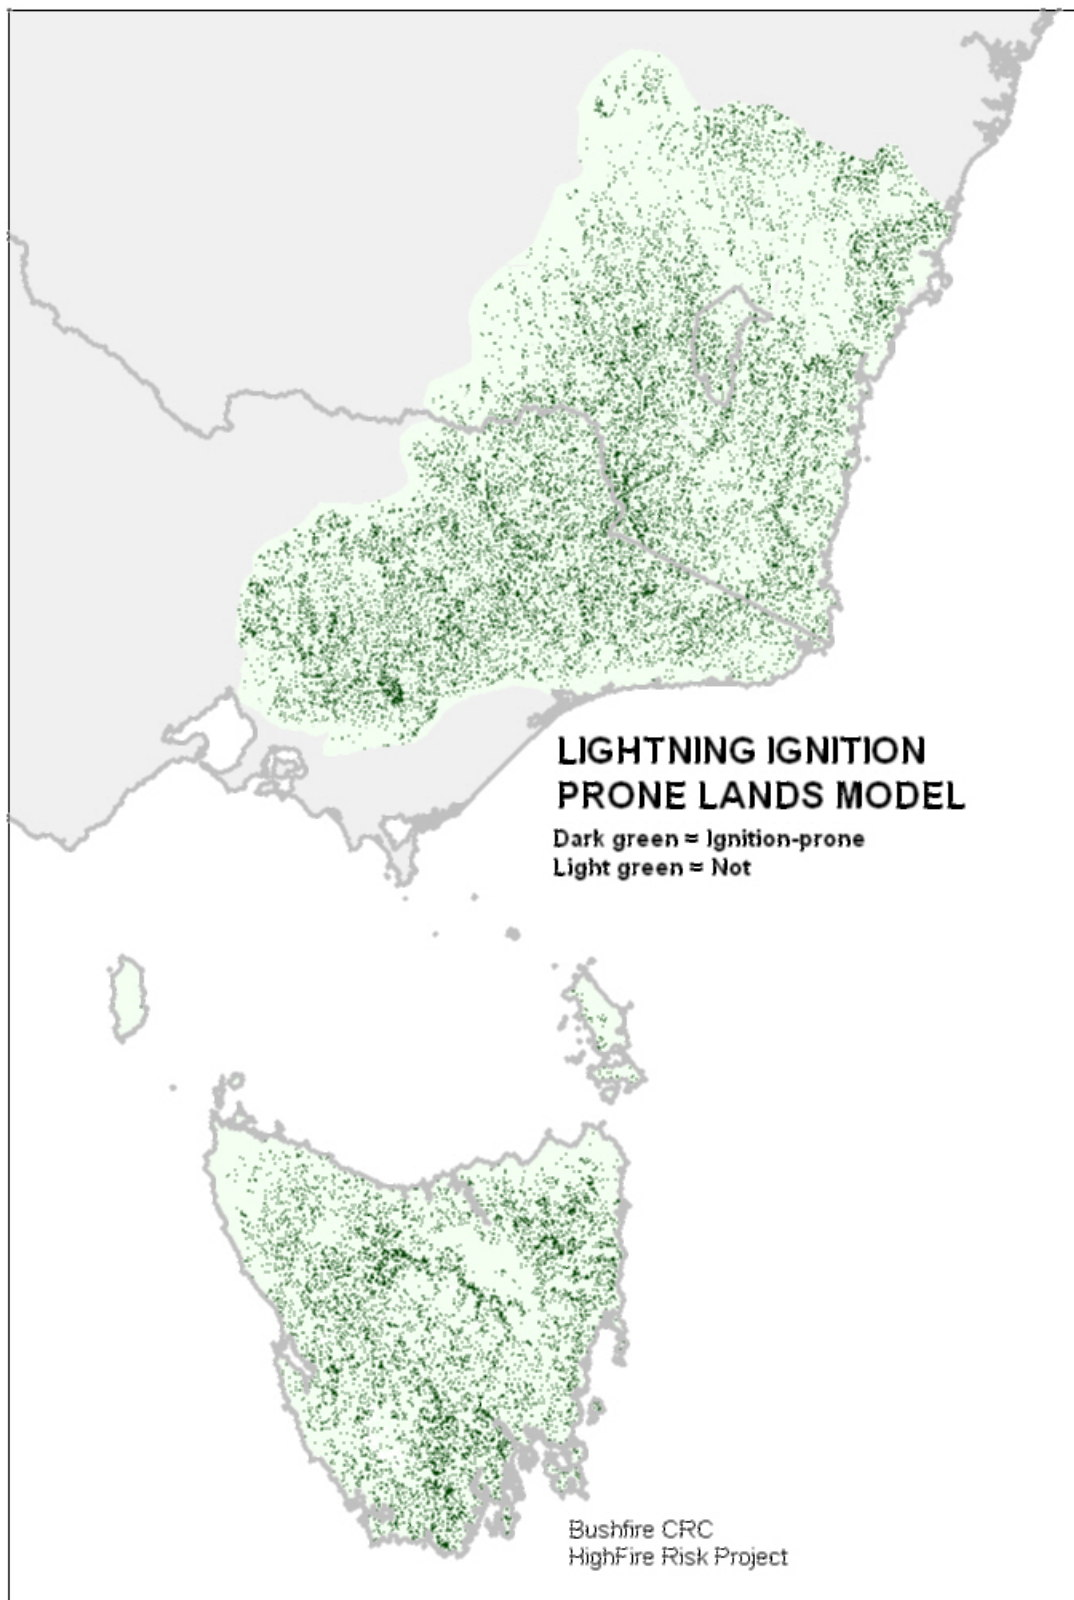 LIGHTNING IGNITION
PRONE LANDS MODEL
Dark green = Ignition-prone
Light green = Not
Bushfire CRC
HighFire Risk Project